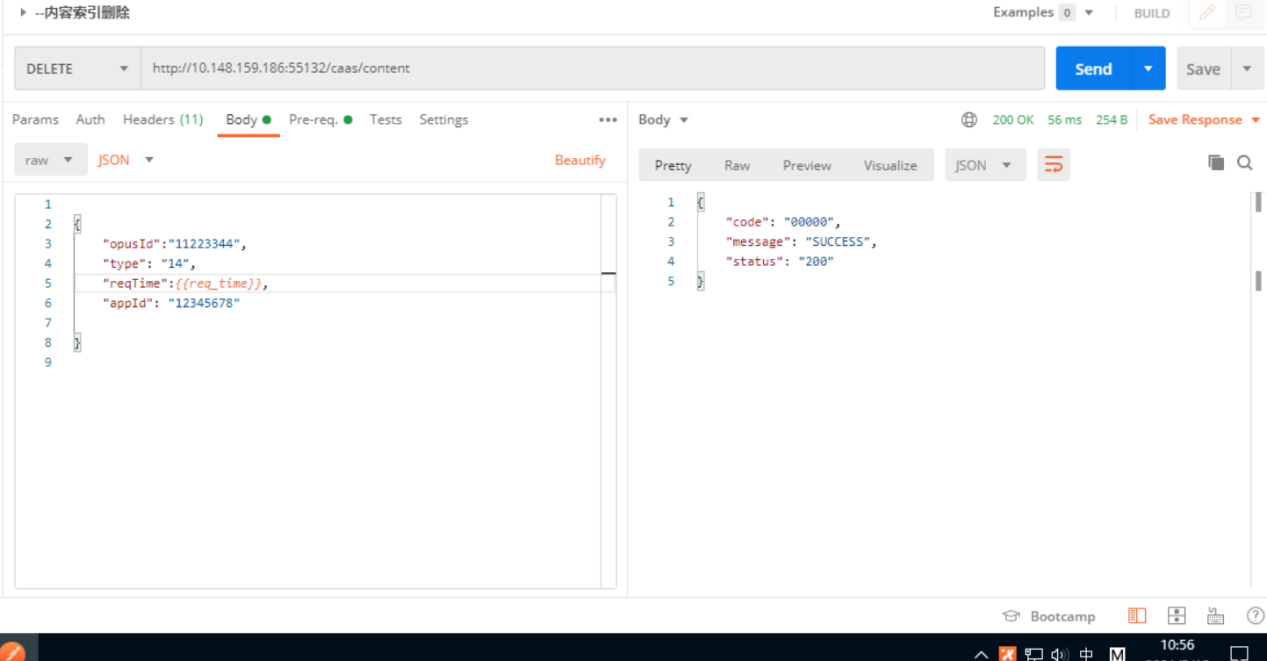 --内容索引删除
Examples 0
BUILD
DELETE
http://10.148.159.186:55132/caas/content
Send
Save
Params Auth Headers (11) Body Pre-req. Tests Settings
raw JSON
Beautify
1
2 {
3 "opusId":"11223344",
4 "type": "14",
5 "reqTime":{{req_time}},
6 "appId": "12345678"
7
8 }
9
Body
200 OK 56 ms 254 B Save Response
Pretty Raw Preview Visualize JSON
1 {
2 "code": "00000",
3 "message": "SUCCESS",
4 "status": "200"
5 }
Bootcamp
中 M 10:56